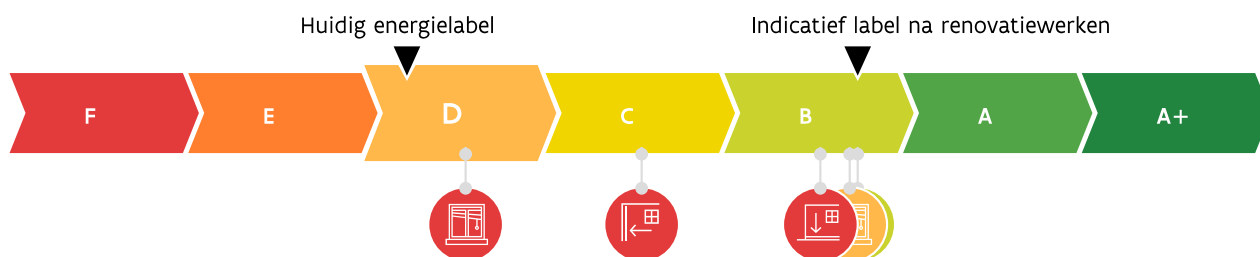 Huidig energielabel
Indicatief label na renovatiewerken
F
E
D
C
B
A
A+